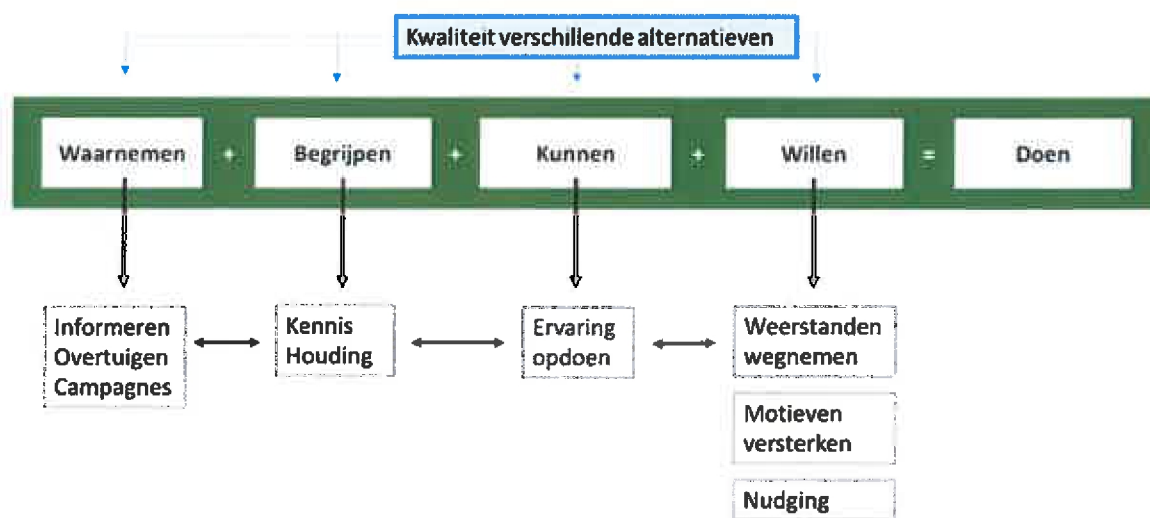 Kwaliteit verschillende alternatieven
Waarnemen + Begrijpen + Kunnen + Willen = Doen
Informeren
Overtuigen
Campagnes
Kennis
Houding
Ervaring
opdoen
Weerstanden
wegnemen
Motieven
versterken
Nudging